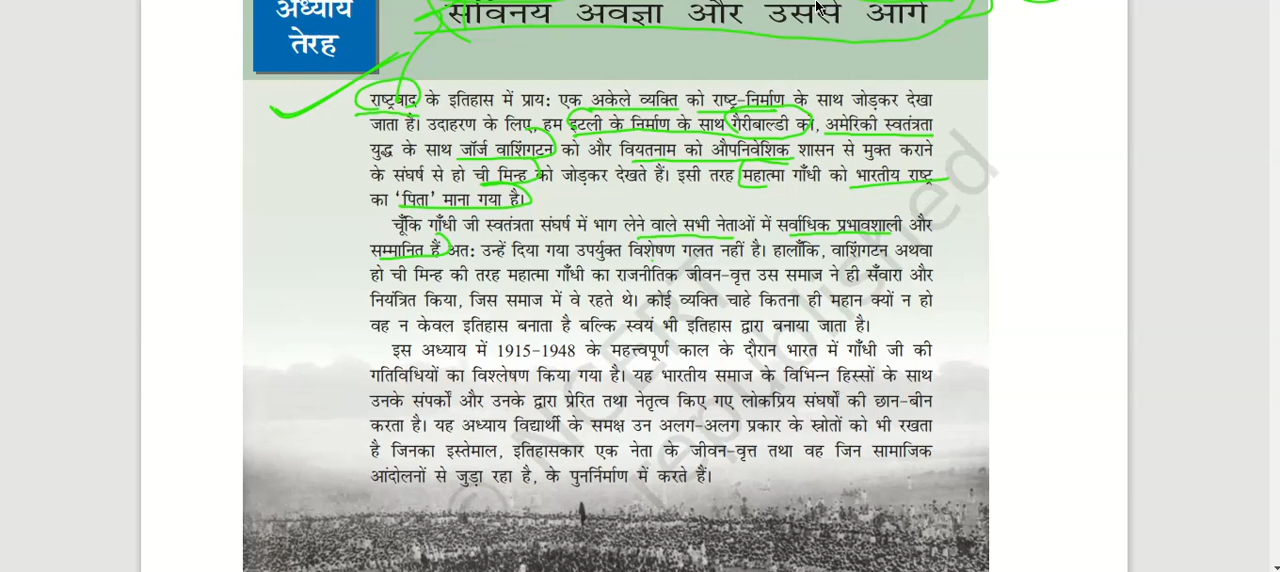 अध्याय
तेरह
सविनय अवज्ञा और उससे आगे
राष्ट्रवाद के इतिहास में प्राय: एक अकेले व्यक्ति को राष्ट्र-निर्माण के साथ जोड़कर देखा
जाता है। उदाहरण के लिए, हम इटली के निर्माण के साथ गैरीबाल्डी को, अमेरिकी स्वतंत्रता
युद्ध के साथ जॉर्ज वाशिंगटन को और वियतनाम को औपनिवेशिक शासन से मुक्त कराने
के संघर्ष से हो ची मिन्ह को जोड़कर देखते हैं। इसी तरह महात्मा गाँधी को भारतीय राष्ट्र
का ‘पिता’ माना गया है।
चूँकि गाँधी जी स्वतंत्रता संघर्ष में भाग लेने वाले सभी नेताओं में सर्वाधिक प्रभावशाली और
सम्मानित हैं अत: उन्हें दिया गया उपर्युक्त विशेषण गलत नहीं है। हालाँकि, वाशिंगटन अथवा
हो ची मिन्ह की तरह महात्मा गाँधी का राजनीतिक जीवन-वृत्त उस समाज ने ही सँवारा और
नियंत्रित किया, जिस समाज में वे रहते थे। कोई व्यक्ति चाहे कितना ही महान क्यों न हो
वह न केवल इतिहास बनाता है बल्कि स्वयं भी इतिहास द्वारा बनाया जाता है।
इस अध्याय में 1915-1948 के महत्त्वपूर्ण काल के दौरान भारत में गाँधी जी की
गतिविधियों का विश्लेषण किया गया है। यह भारतीय समाज के विभिन्न हिस्सों के साथ
उनके संपर्कों और उनके द्वारा प्रेरित तथा नेतृत्व किए गए लोकप्रिय संघर्षों की छान-बीन
करता है। यह अध्याय विद्यार्थी के समक्ष उन अलग-अलग प्रकार के स्त्रोतों को भी रखता
है जिनका इस्तेमाल, इतिहासकार एक नेता के जीवन-वृत्त तथा वह जिन सामाजिक
आंदोलनों से जुड़ा रहा है, के पुनर्निर्माण में करते हैं।
© NCERT
republished